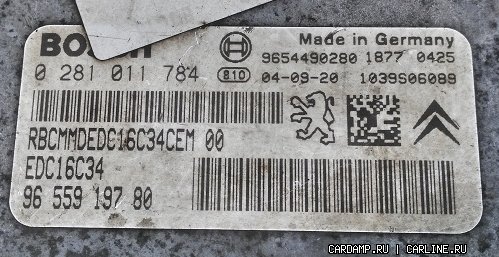 BOSCH
Made in Germany
9654490280 1877 0425
0 281 011 784 810 04-09-20 1039S06089
RBCMMDEDC16C34CEM 00
EDC16C34
96 559 197 80
CARDAMP.RU | CARLINE.RU